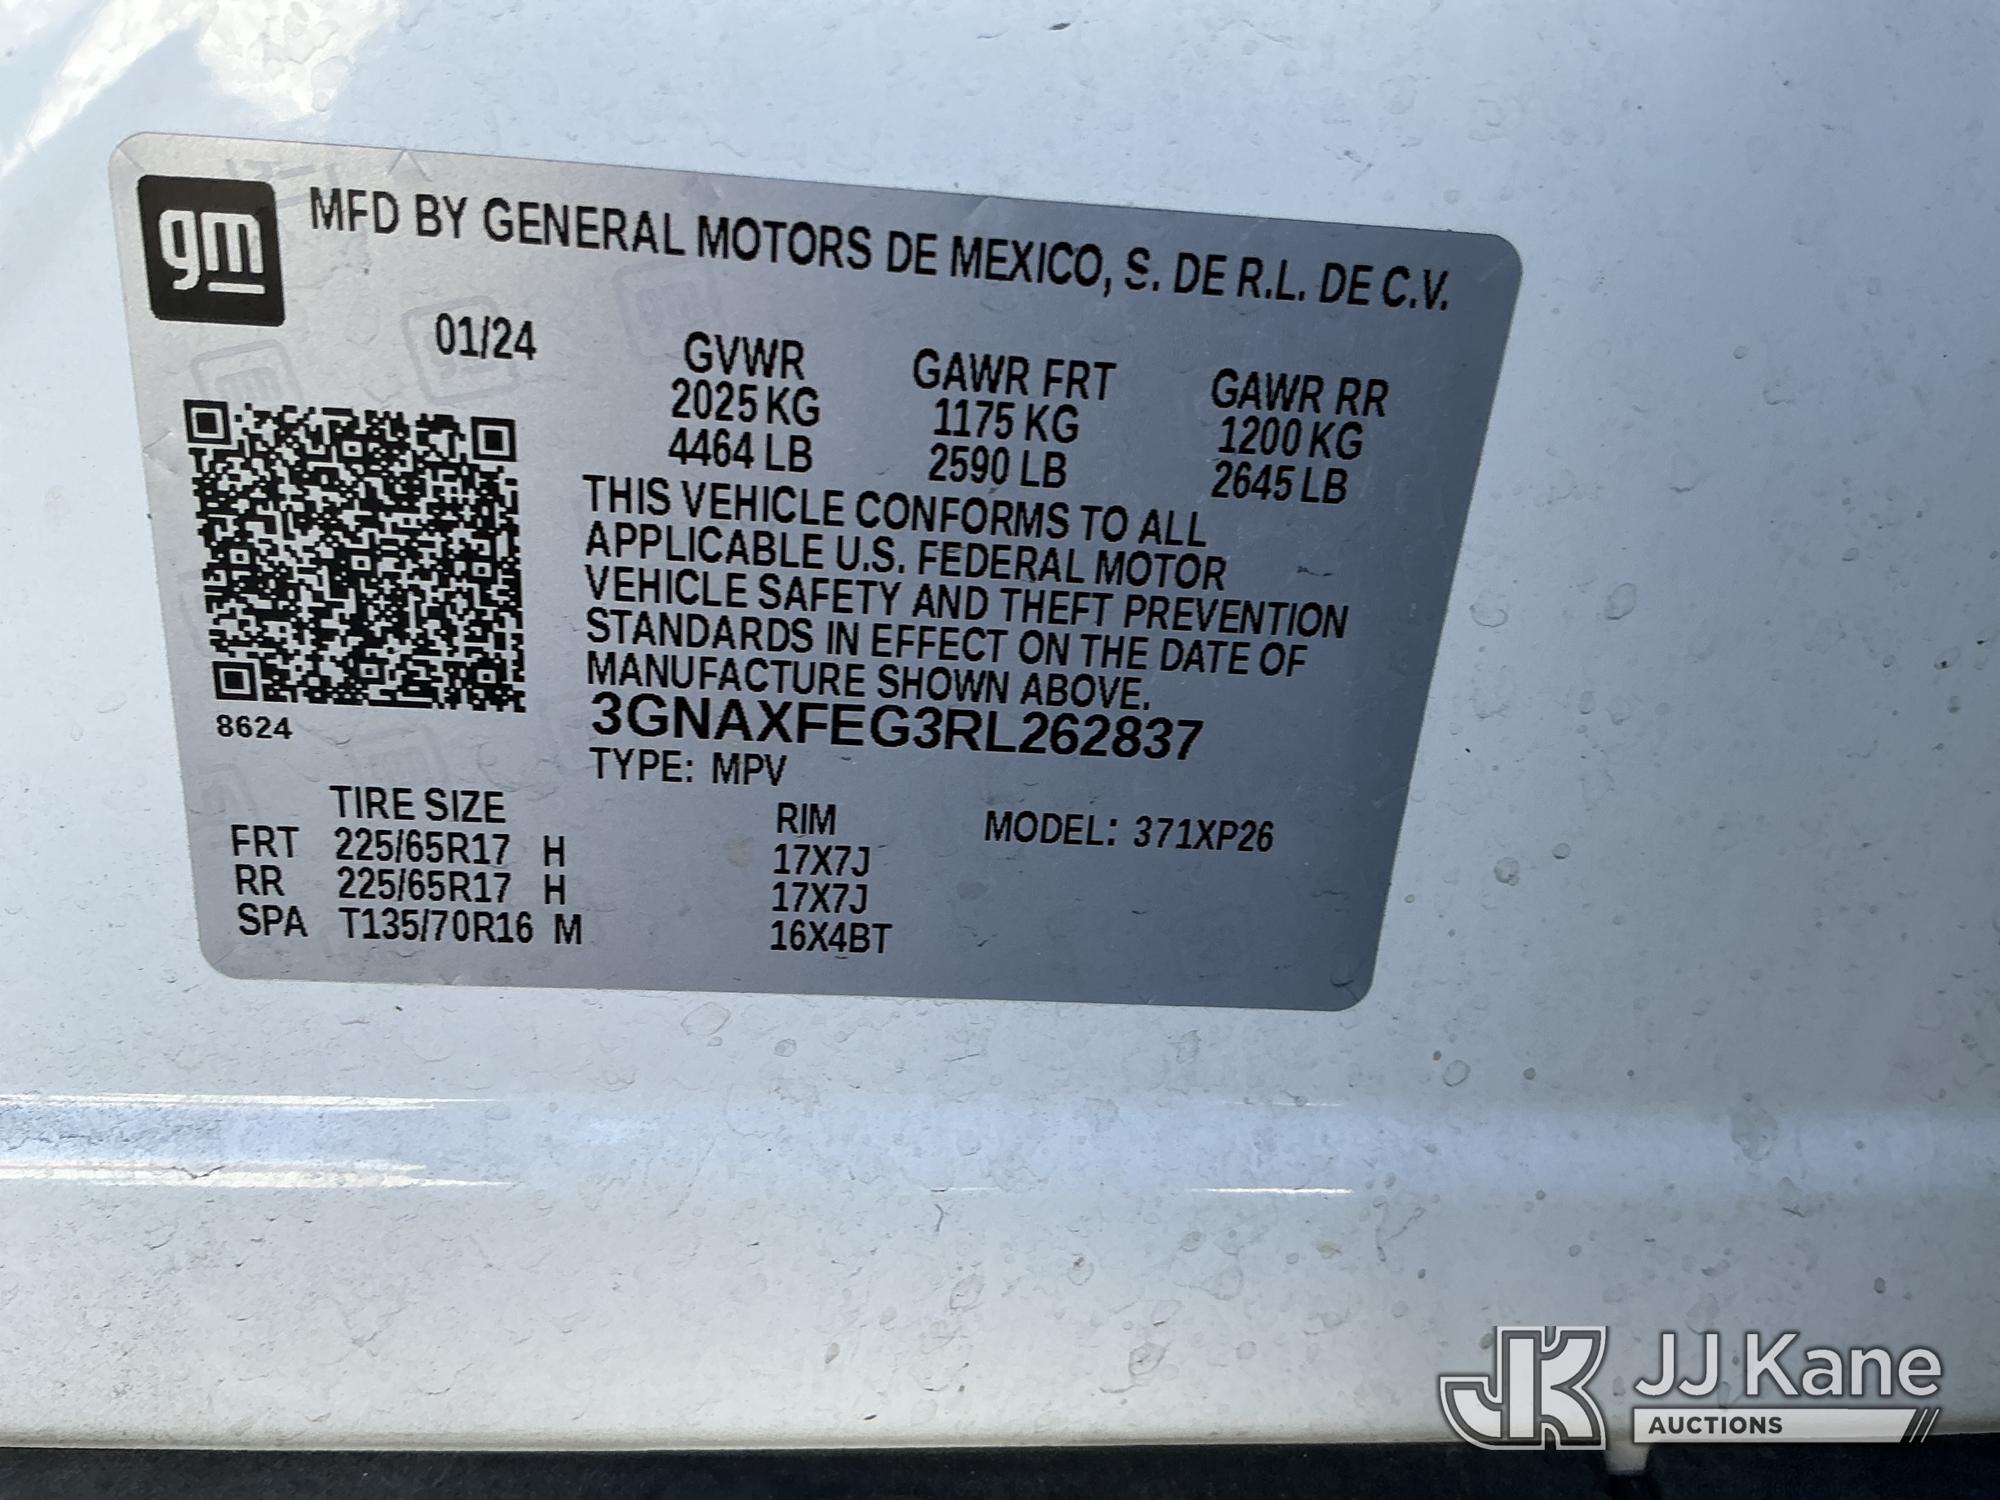 gm
MFD BY GENERAL MOTORS DE MEXICO, S. DE R.L. DE C.V.
01/24
GVWR GAWR FRT GAWR RR
2025 KG 1175 KG 1200 KG
4464 LB 2590 LB 2645 LB
THIS VEHICLE CONFORMS TO ALL
APPLICABLE U.S. FEDERAL MOTOR
VEHICLE SAFETY AND THEFT PREVENTION
STANDARDS IN EFFECT ON THE DATE OF
MANUFACTURE SHOWN ABOVE.
3GNAXFEG3RL262837
8624
TYPE: MPV
TIRE SIZE RIM MODEL: 371XP26
FRT 225/65R17 H 17X7J
RR 225/65R17 H 17X7J
SPA T135/70R16 M 16X4BT
JK JJ Kane
AUCTIONS